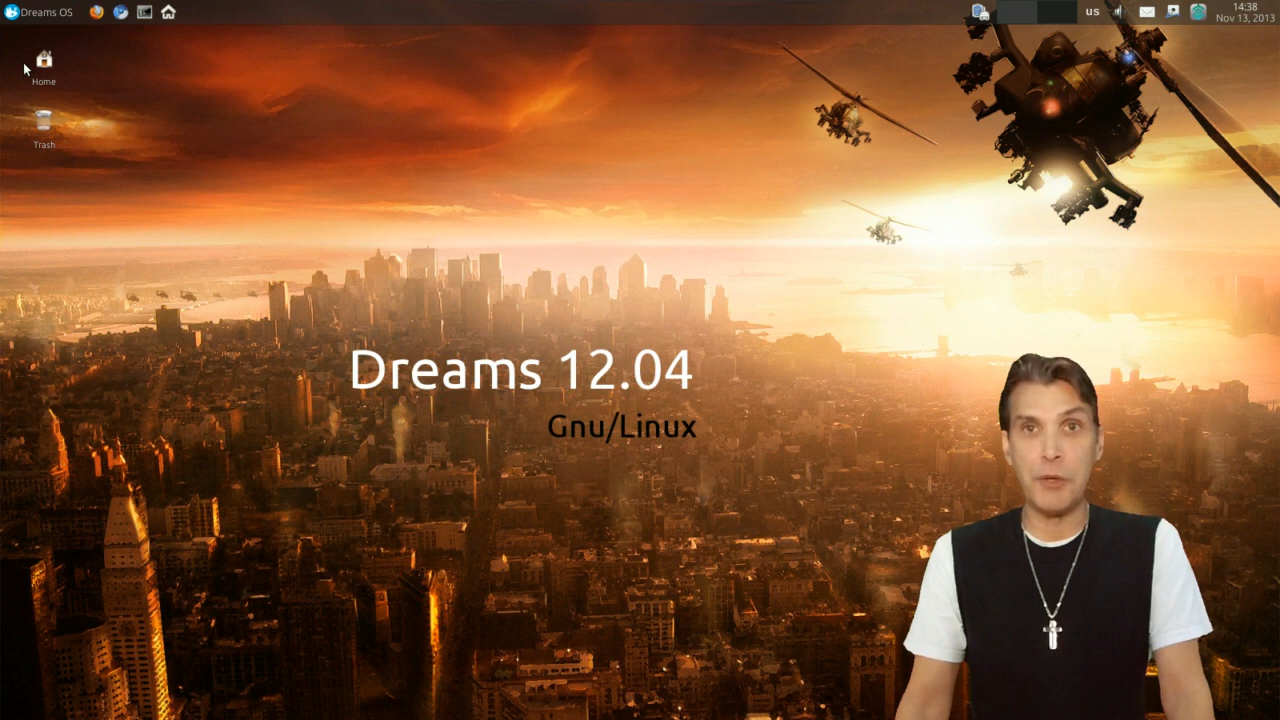 Dreams OS
us
14:38
Nov 13, 2013
Home
Trash
Dreams 12.04
Gnu/Linux